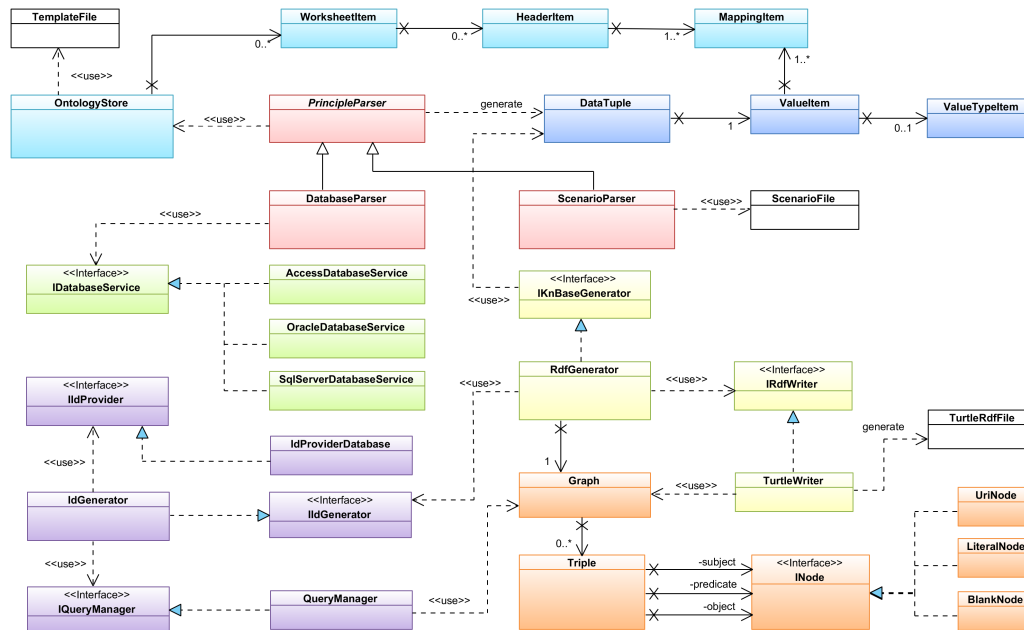 TemplateFile
WorksheetItem
HeaderItem
MappingItem
0..*
0..*
1..*
<<use>>
1..*
OntologyStore
PrincipleParser
generate
DataTuple
ValueItem
ValueTypeItem
<<use>>
1
0..1
DatabaseParser
ScenarioParser
<<use>>
ScenarioFile
<<use>>
<<Interface>>
IDatabaseService
AccessDatabaseService
<<Interface>>
IKnBaseGenerator
<<use>>
OracleDatabaseService
RdfGenerator
<<use>>
<<Interface>>
IRdfWriter
SqlServerDatabaseService
<<use>>
<<Interface>>
IIdProvider
TurtleRdfFile
generate
IdProviderDatabase
<<use>>
1
Graph
<<use>>
TurtleWriter
IdGenerator
<<Interface>>
IIdGenerator
UriNode
0..*
LiteralNode
<<use>>
Triple
-subject
-predicate
-object
<<Interface>>
INode
<<Interface>>
IQueryManager
QueryManager
<<use>>
BlankNode